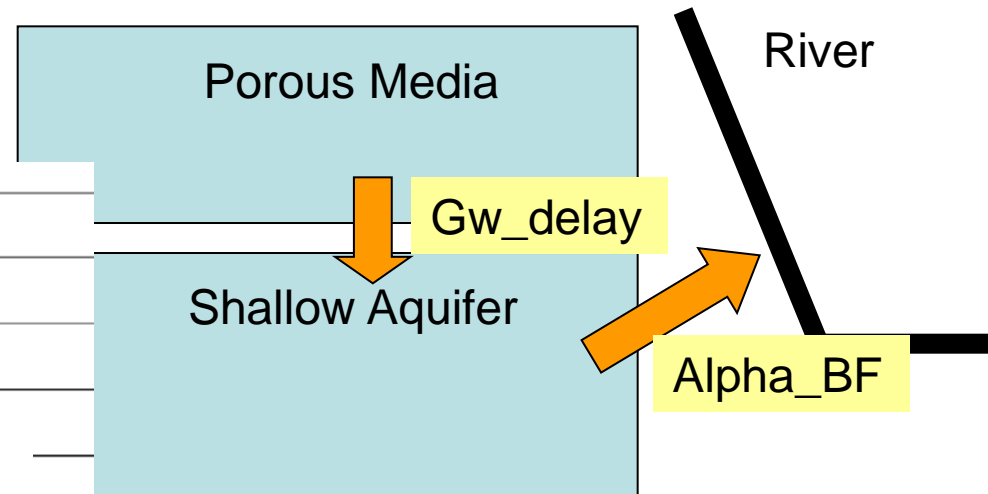 River
Porous Media
Gw_delay
Shallow Aquifer
Alpha_BF